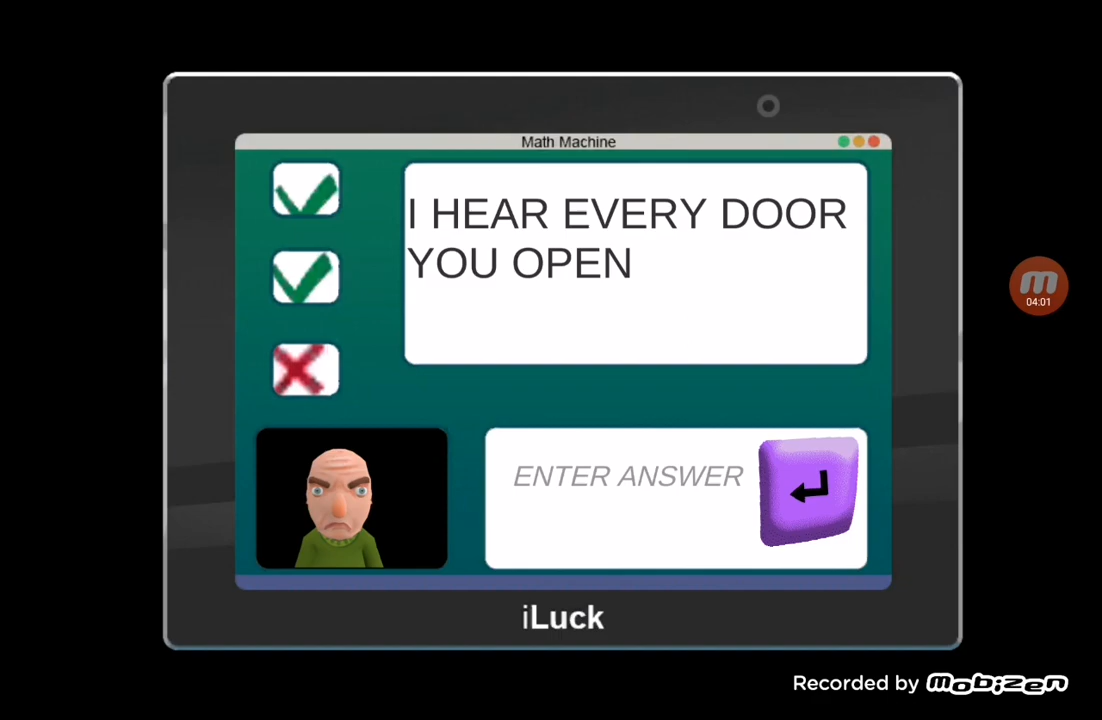 Math Machine
I HEAR EVERY DOOR
YOU OPEN
04:01
ENTER ANSWER
iLuck
Recorded by mobizen